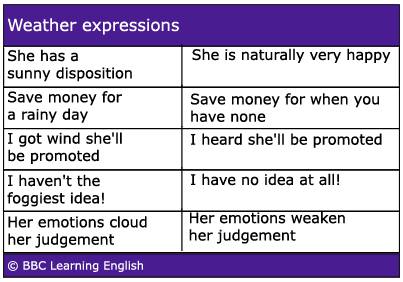 Weather expressions
She has a
sunny disposition
She is naturally very happy
Save money for
a rainy day
Save money for when you
have none
I got wind she'll
be promoted
I heard she'll be promoted
I haven't the
foggiest idea!
I have no idea at all!
Her emotions cloud
her judgement
Her emotions weaken
her judgement
© BBC Learning English